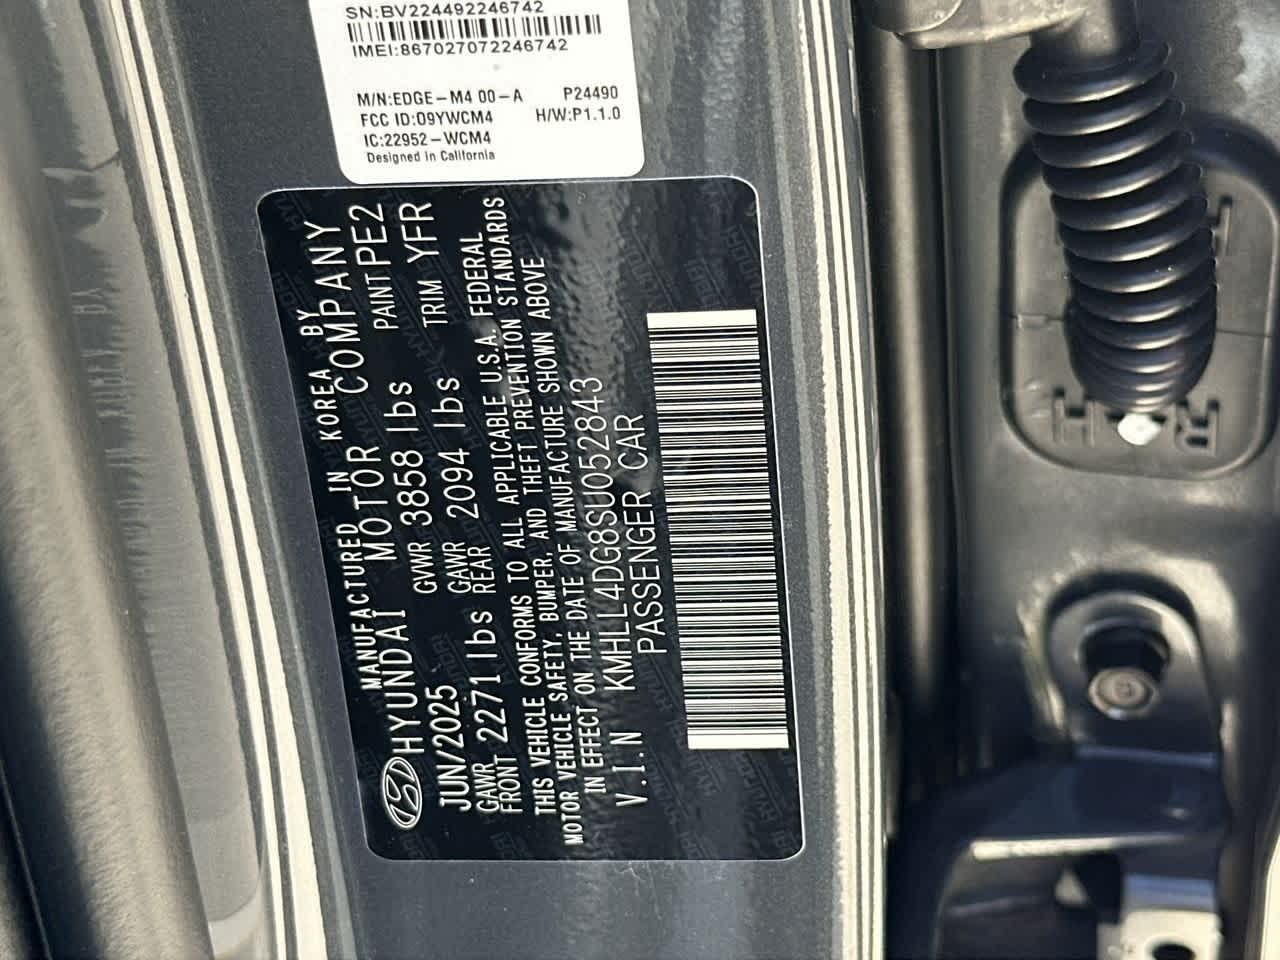 SN:BV224492246742
IMEI:867027072246742
M/N:EDGE-M4 00-A P24490
FCC ID:09YWCM4 H/W:P1.1.0
IC:22952-WCM4
Designed in California
MANUFACTURED IN KOREA BY
HYUNDAI MOTOR COMPANY
JUN/2025 GVWR 3858 lbs PAINT PE2
GAWR FRONT 2271 lbs GAWR REAR 2094 lbs TRIM YFR
THIS VEHICLE CONFORMS TO ALL APPLICABLE U.S.A. FEDERAL
MOTOR VEHICLE SAFETY, BUMPER, AND THEFT PREVENTION STANDARDS
IN EFFECT ON THE DATE OF MANUFACTURE SHOWN ABOVE
V.I.N KMHLL4DG8SU052843
PASSENGER CAR